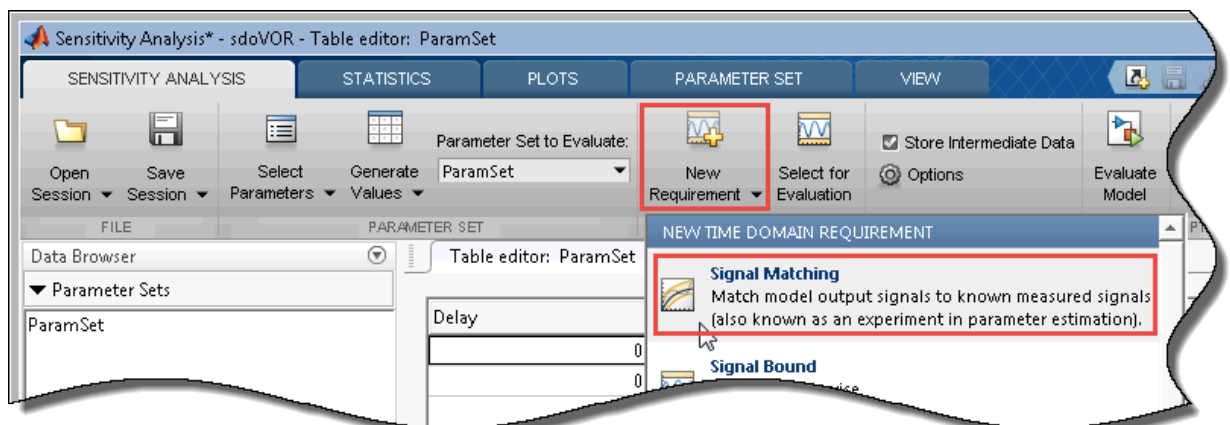 Sensitivity Analysis* - sdoVOR - Table editor: ParamSet
SENSITIVITY ANALYSIS
STATISTICS
PLOTS
PARAMETER SET
VIEW
Open
Session
Save
Session
Select
Parameters
Generate
Values
Parameter Set to Evaluate:
ParamSet
New
Requirement
Select for
Evaluation
Store Intermediate Data
Options
Evaluate
Model
FILE
PARAMETER SET
Data Browser
Parameter Sets
ParamSet
Table editor: ParamSet
Delay
0
0
NEW TIME DOMAIN REQUIREMENT
Signal Matching
Match model output signals to known measured signals
(also known as an experiment in parameter estimation).
Signal Bound